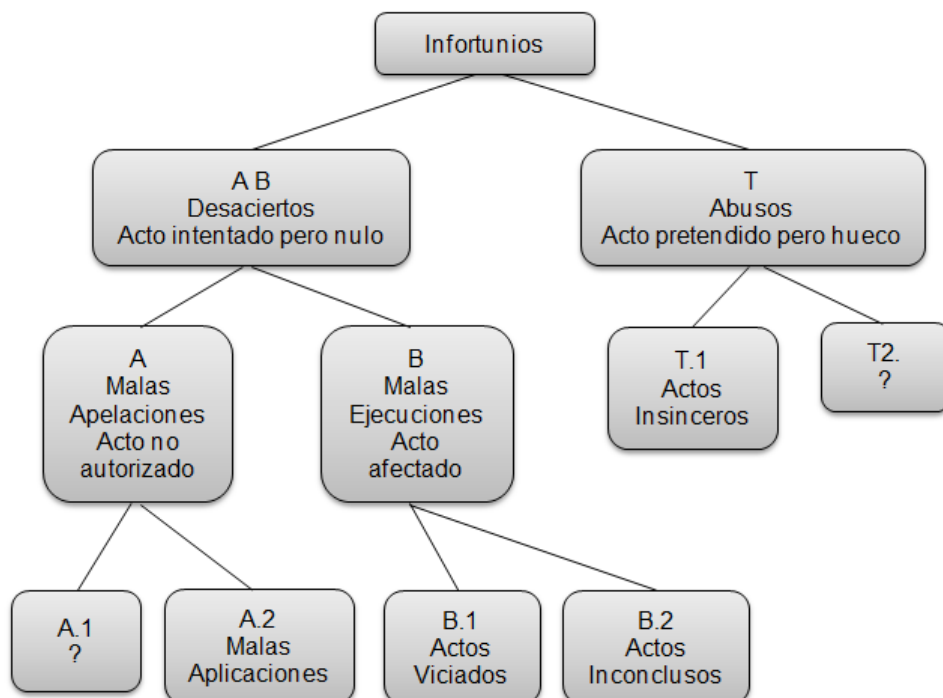 Infortunios
A B
Desaciertos
Acto intentado pero nulo
T
Abusos
Acto pretendido pero hueco
A
Malas
Apelaciones
Acto no
autorizado
B
Malas
Ejecuciones
Acto
afectado
T.1
Actos
Insinceros
T2.
?
A.1
?
A.2
Malas
Aplicaciones
B.1
Actos
Viciados
B.2
Actos
Inconclusos